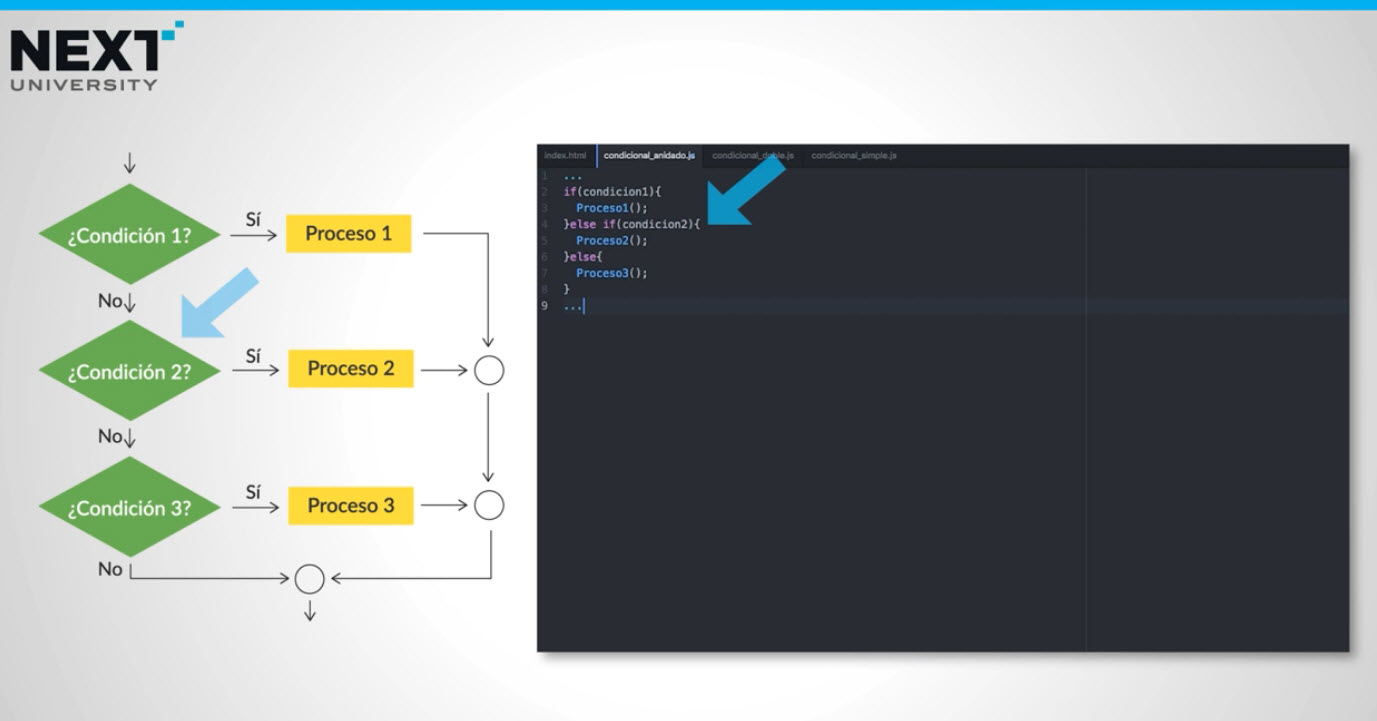 NEXT
UNIVERSITY
¿Condición 1?
Sí
Proceso 1
No
¿Condición 2?
Sí
Proceso 2
No
¿Condición 3?
Sí
Proceso 3
No
index.html condicional_anidado.js condicional_doble.js condicional_simple.js
1 ...
2 if(condicion1){
3 Proceso1();
4 }else if(condicion2){
5 Proceso2();
6 }else{
7 Proceso3();
8 }
9 ...